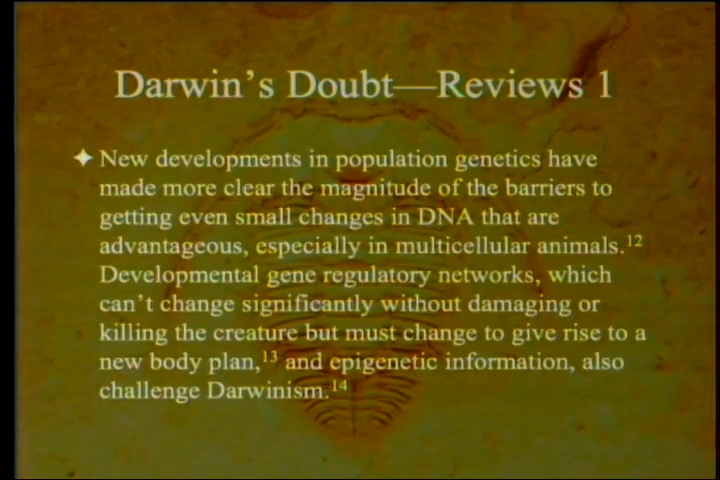 Darwin's Doubt—Reviews 1
✦ New developments in population genetics have
made more clear the magnitude of the barriers to
getting even small changes in DNA that are
advantageous, especially in multicellular animals.12
Developmental gene regulatory networks, which
can't change significantly without damaging or
killing the creature but must change to give rise to a
new body plan,13 and epigenetic information, also
challenge Darwinism.14